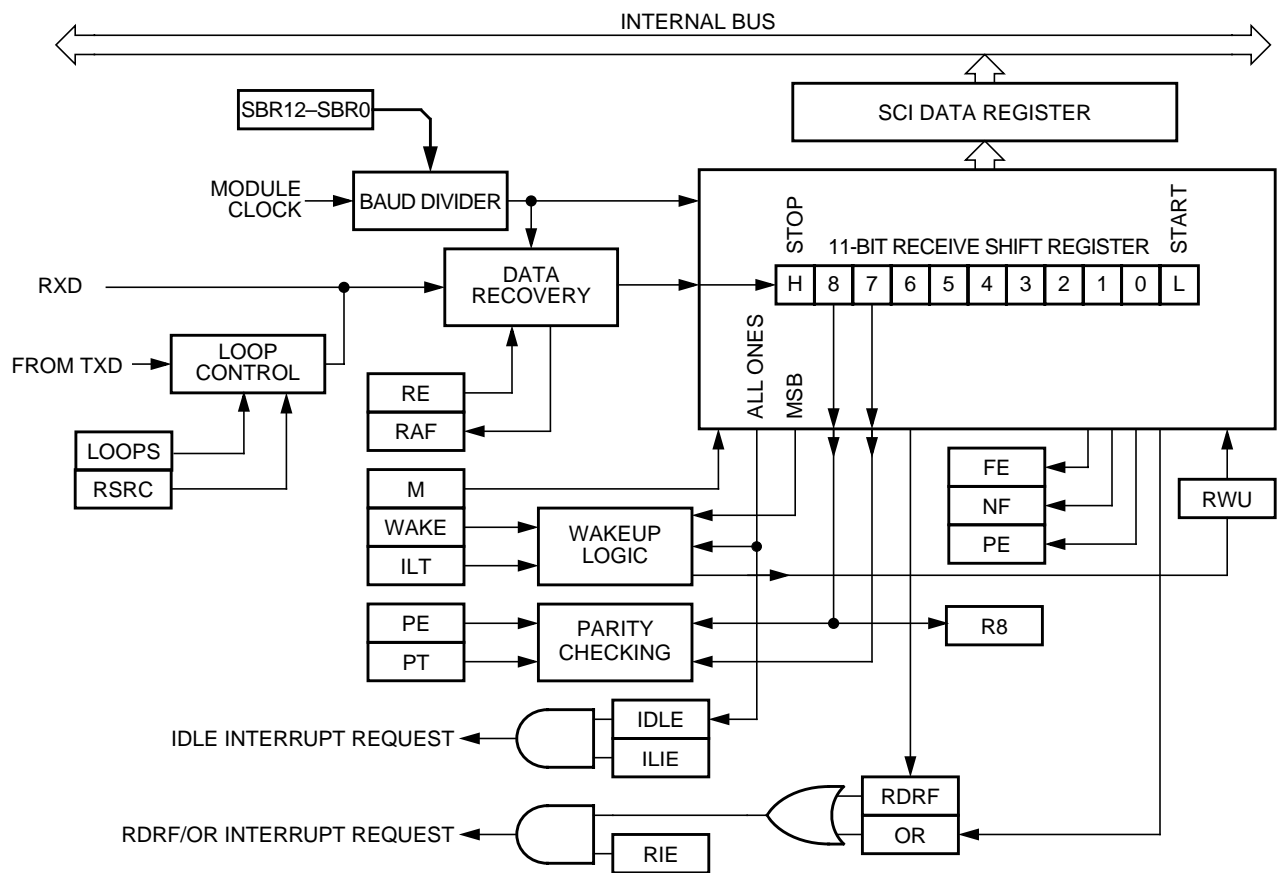 INTERNAL BUS
SBR12–SBR0
SCI DATA REGISTER
MODULE
CLOCK
BAUD DIVIDER
STOP
11-BIT RECEIVE SHIFT REGISTER
START
H 8 7 6 5 4 3 2 1 0 L
RXD
DATA
RECOVERY
FROM TXD
LOOP
CONTROL
ALL ONES
MSB
RE
RAF
LOOPS
RSRC
M
WAKE
ILT
WAKEUP
LOGIC
FE
NF
PE
RWU
PE
PT
PARITY
CHECKING
R8
IDLE INTERRUPT REQUEST
IDLE
ILIE
RDRF/OR INTERRUPT REQUEST
RIE
RDRF
OR